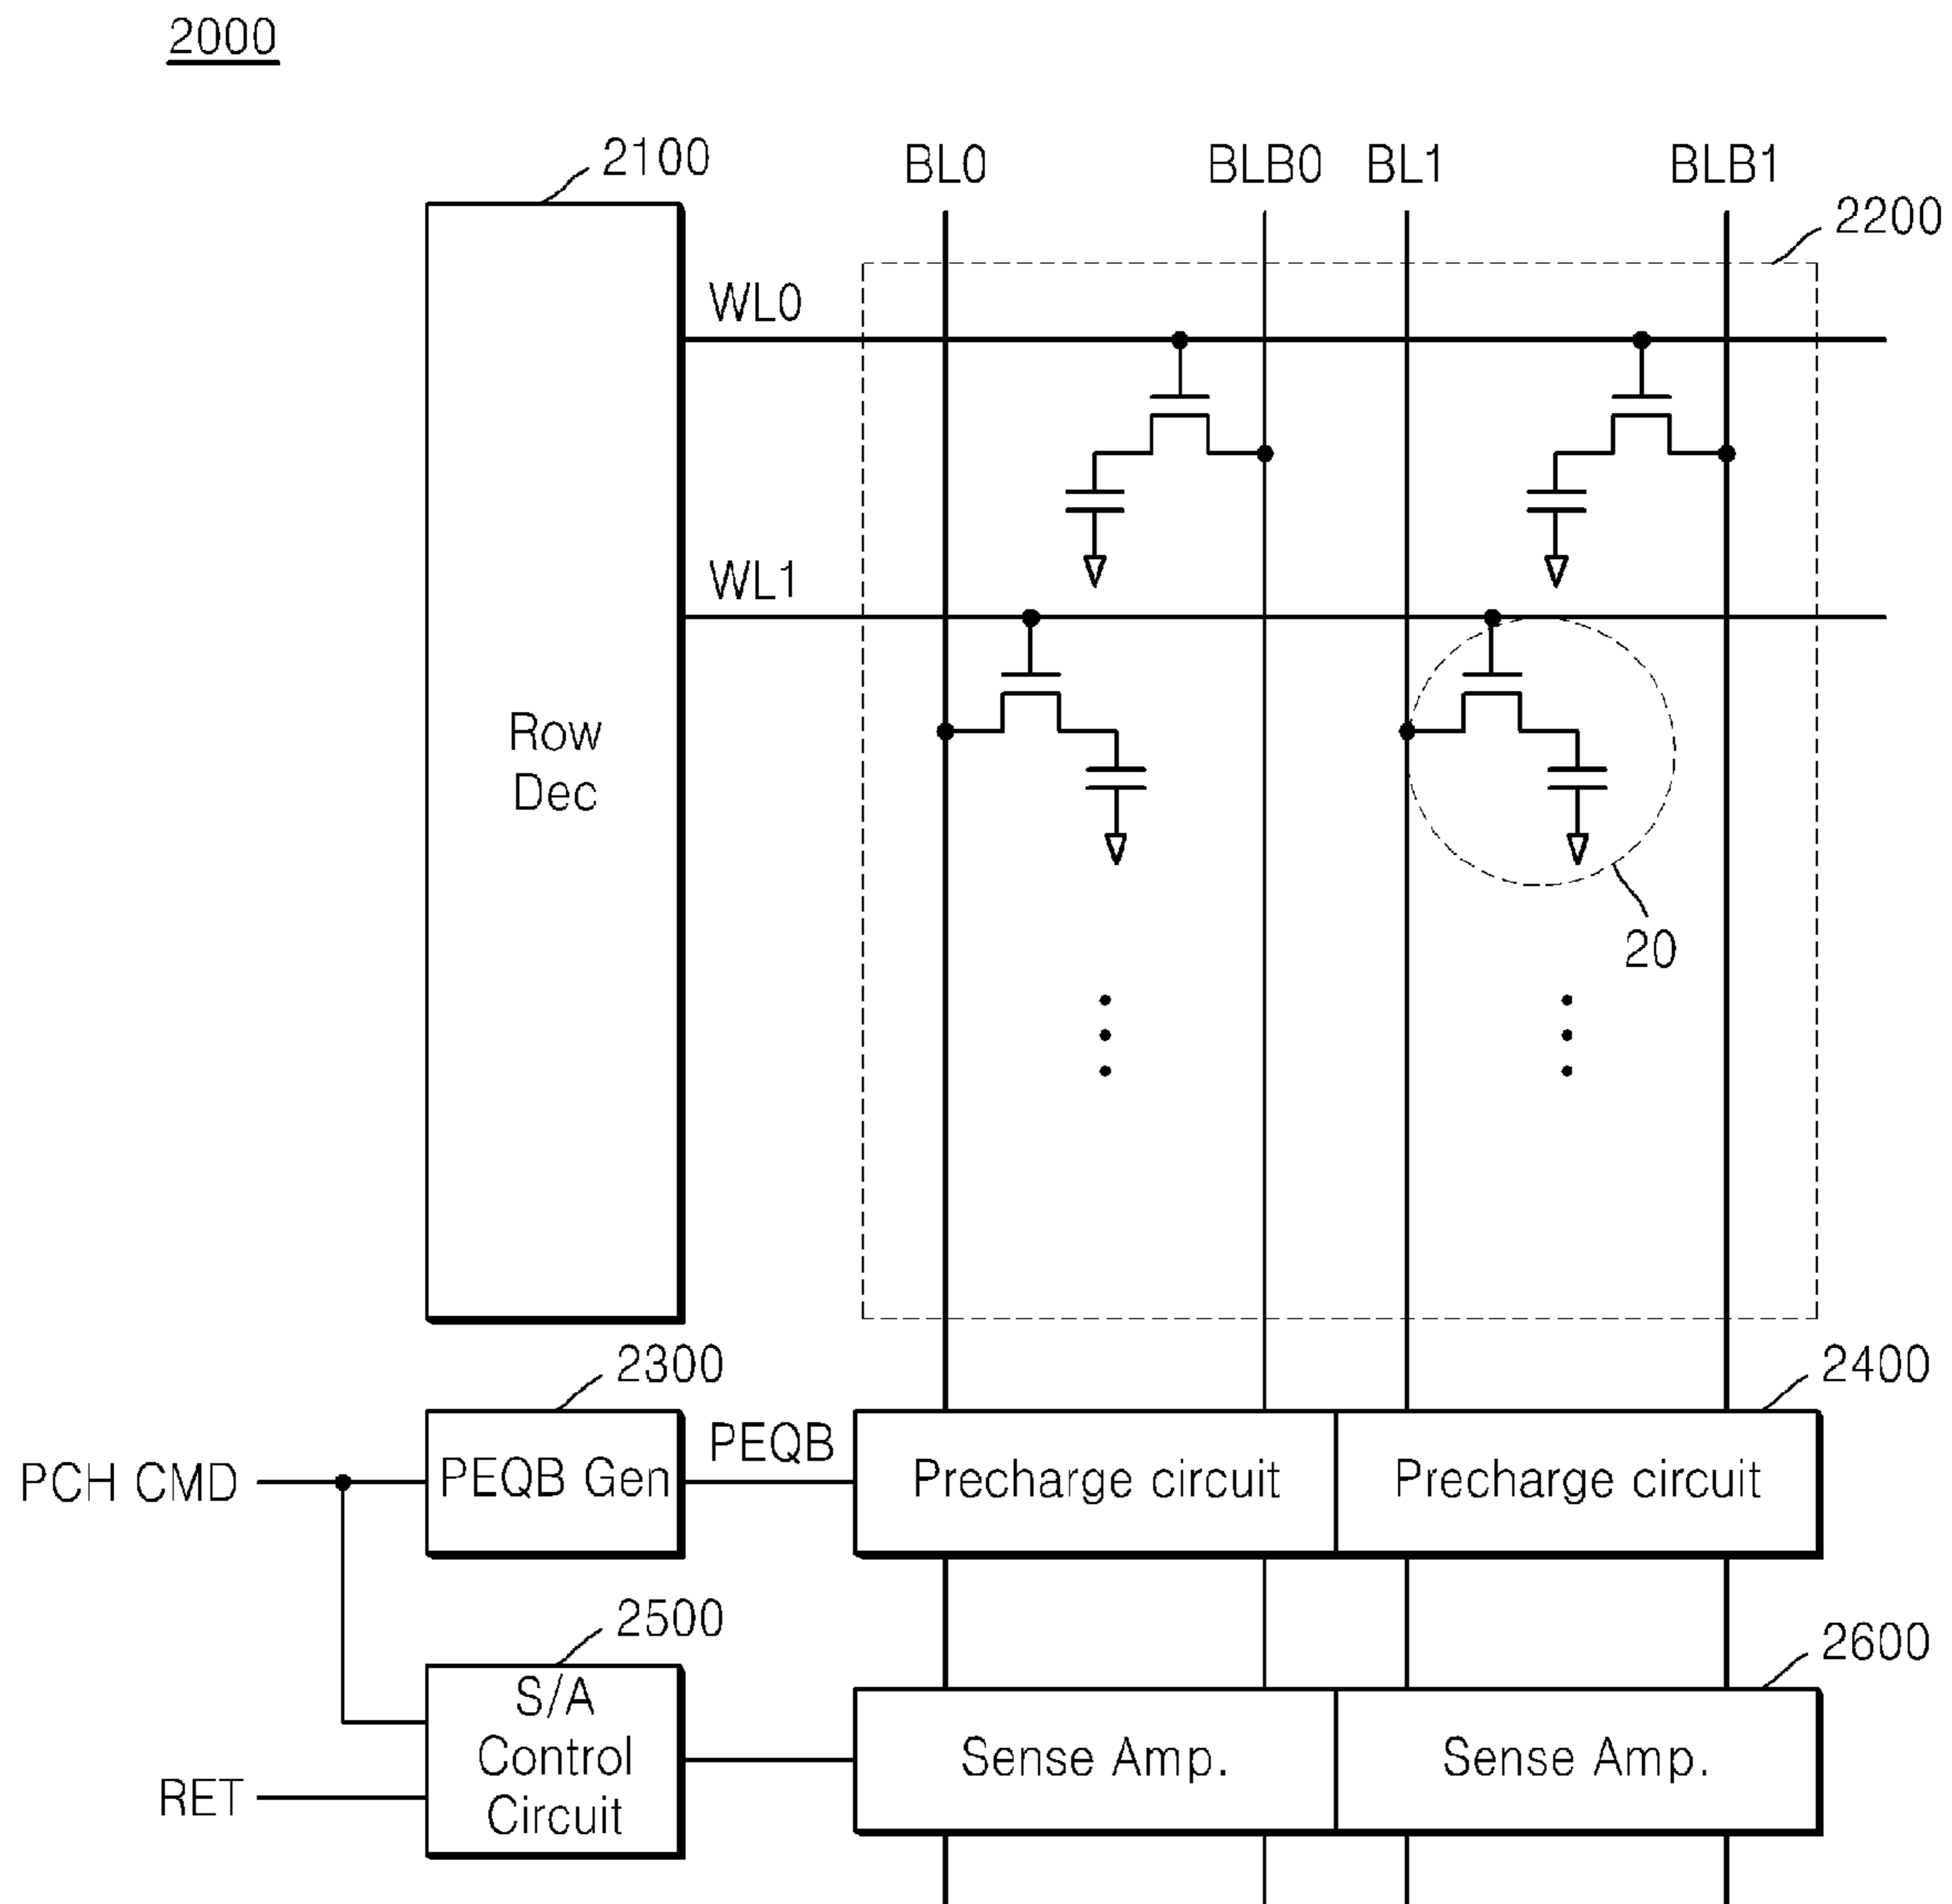 2000
2100
BL0
BLB0
BL1
BLB1
2200
WL0
WL1
Row
Dec
20
2300
2400
PCH CMD
PEQB Gen
PEQB
Precharge circuit
Precharge circuit
2500
2600
S/A
Control
Circuit
RET
Sense Amp.
Sense Amp.